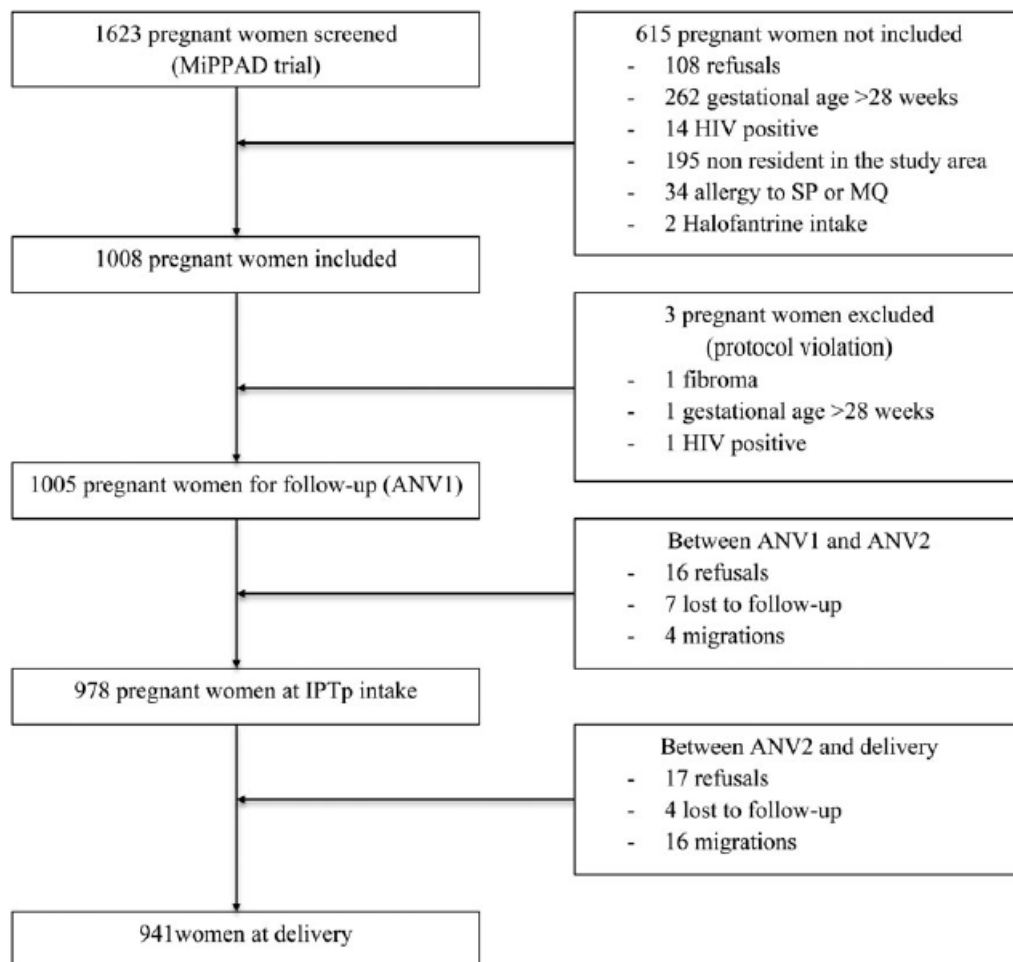 1623 pregnant women screened
(MiPPAD trial)
615 pregnant women not included
- 108 refusals
- 262 gestational age >28 weeks
- 14 HIV positive
- 195 non resident in the study area
- 34 allergy to SP or MQ
- 2 Halofantrine intake
1008 pregnant women included
3 pregnant women excluded
(protocol violation)
- 1 fibroma
- 1 gestational age >28 weeks
- 1 HIV positive
1005 pregnant women for follow-up (ANV1)
Between ANV1 and ANV2
- 16 refusals
- 7 lost to follow-up
- 4 migrations
978 pregnant women at IPTp intake
Between ANV2 and delivery
- 17 refusals
- 4 lost to follow-up
- 16 migrations
941women at delivery